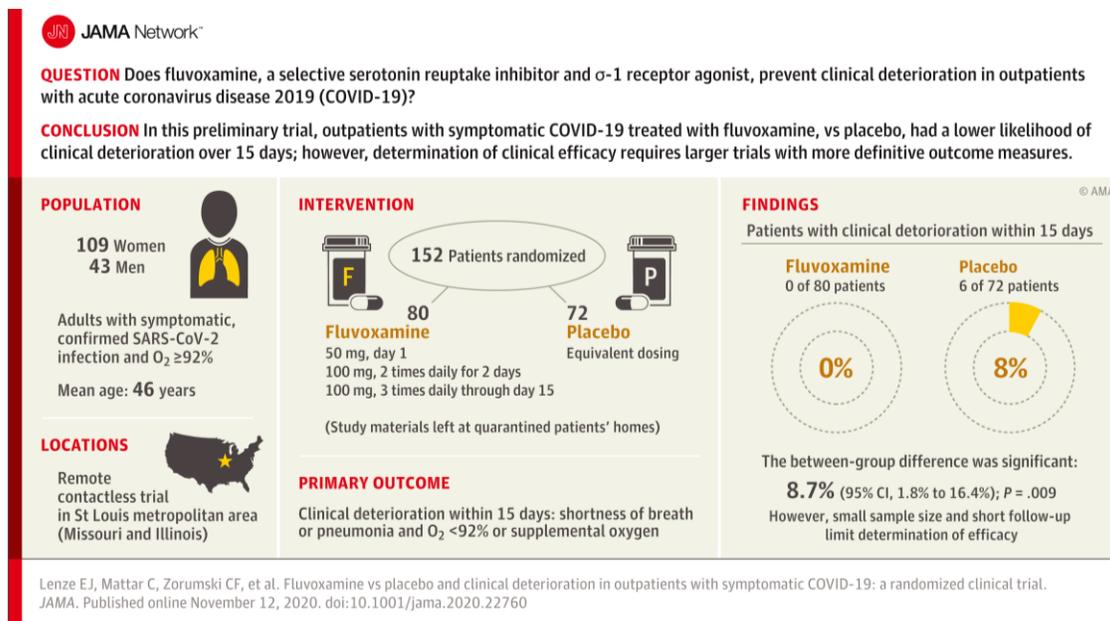 JN JAMA Network™
QUESTION Does fluvoxamine, a selective serotonin reuptake inhibitor and σ-1 receptor agonist, prevent clinical deterioration in outpatients
with acute coronavirus disease 2019 (COVID-19)?
CONCLUSION In this preliminary trial, outpatients with symptomatic COVID-19 treated with fluvoxamine, vs placebo, had a lower likelihood of
clinical deterioration over 15 days; however, determination of clinical efficacy requires larger trials with more definitive outcome measures.
© AMA
POPULATION
109 Women
43 Men
Adults with symptomatic,
confirmed SARS-CoV-2
infection and O₂ ≥92%
Mean age: 46 years
LOCATIONS
Remote
contactless trial
in St Louis metropolitan area
(Missouri and Illinois)
INTERVENTION
152 Patients randomized
F
P
80
Fluvoxamine
50 mg, day 1
100 mg, 2 times daily for 2 days
100 mg, 3 times daily through day 15
72
Placebo
Equivalent dosing
(Study materials left at quarantined patients' homes)
PRIMARY OUTCOME
Clinical deterioration within 15 days: shortness of breath
or pneumonia and O₂ <92% or supplemental oxygen
FINDINGS
Patients with clinical detorioration within 15 days
Fluvoxamine
0 of 80 patients
0%
Placebo
6 of 72 patients
8%
The between-group difference was significant:
8.7% (95% CI, 1.8% to 16.4%); P = .009
However, small sample size and short follow-up
limit determination of efficacy
Lenze EJ, Mattar C, Zorumski CF, et al. Fluvoxamine vs placebo and clinical deterioration in outpatients with symptomatic COVID-19: a randomized clinical trial.
JAMA. Published online November 12, 2020. doi:10.1001/jama.2020.22760